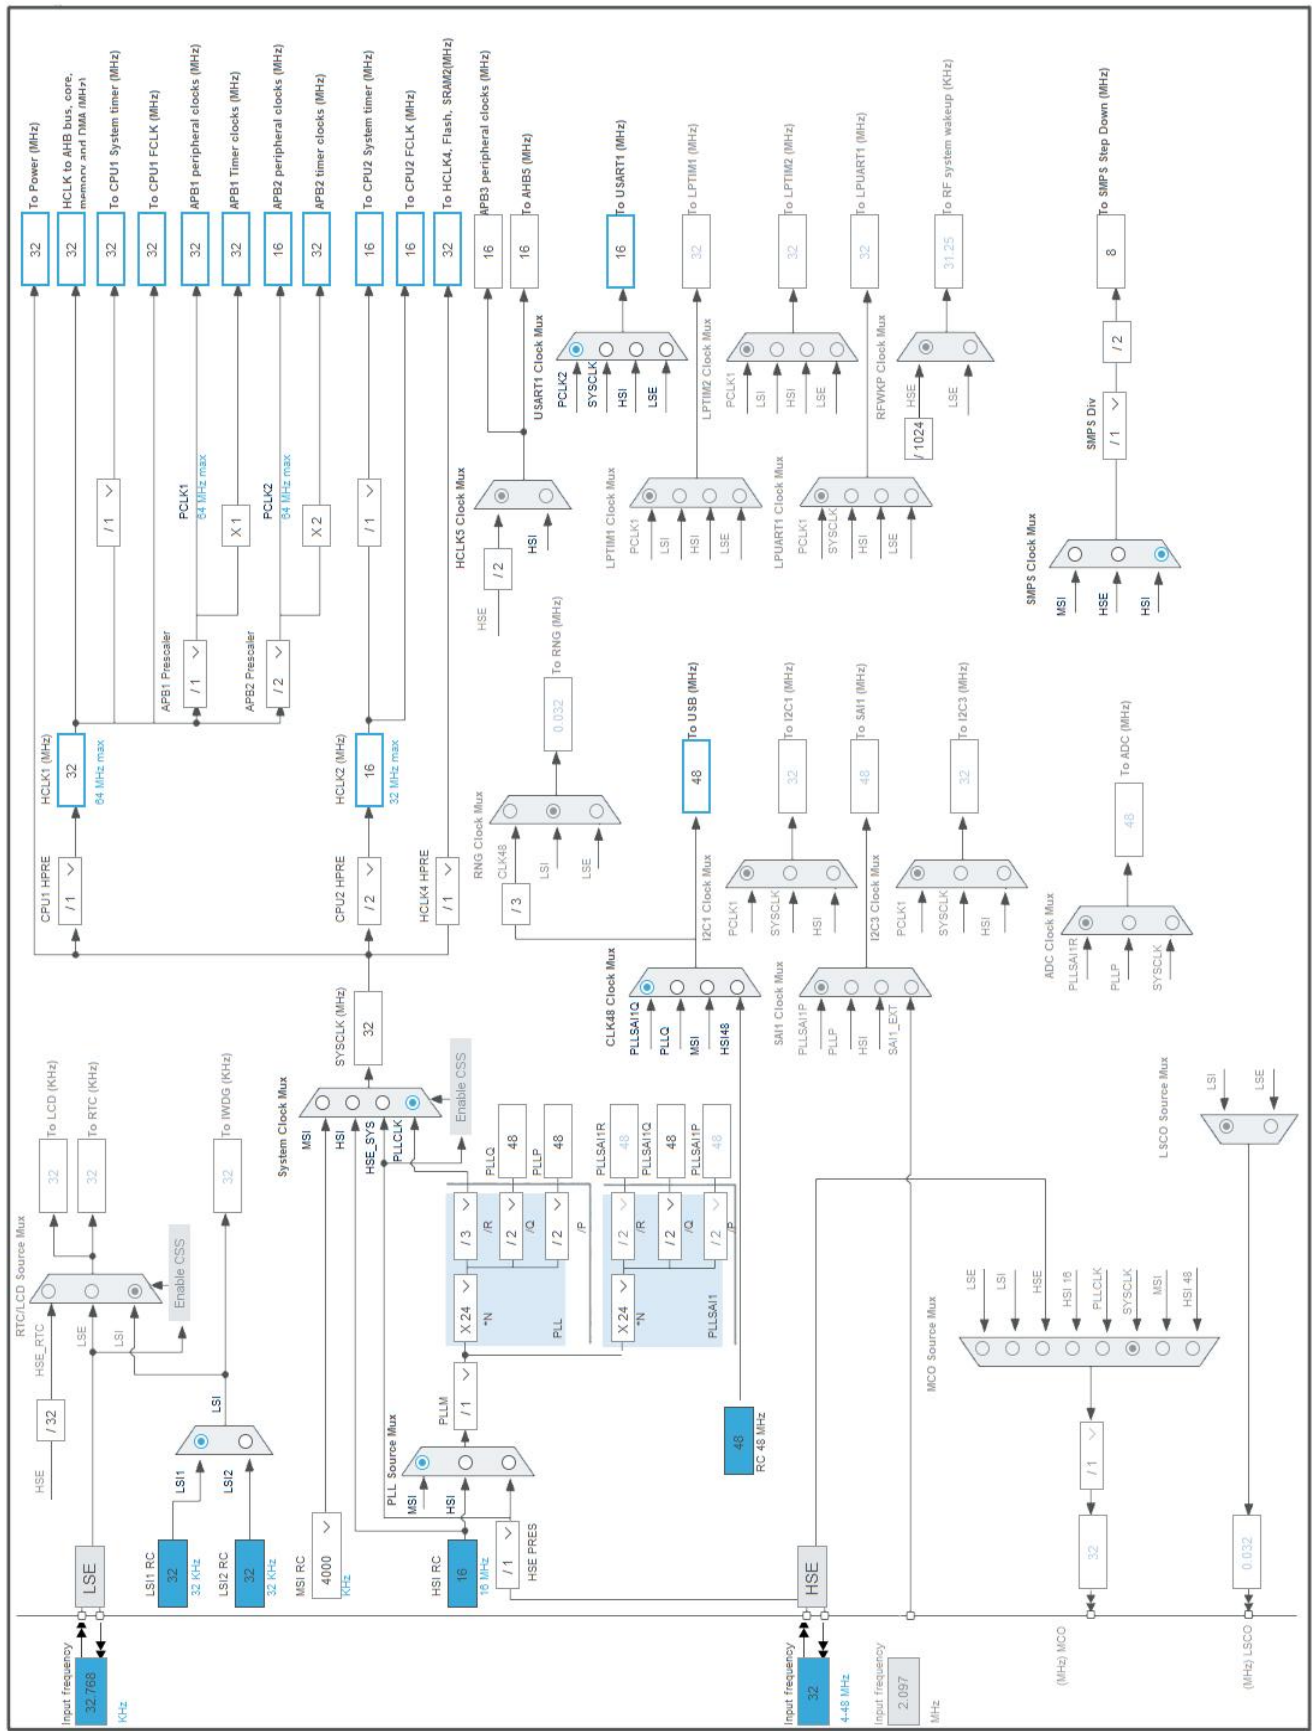 Input frequency
32.768
KHz
LSE
HSE
/ 32
HSE_RTC
LSE
LSI
RTC/LCD Source Mux
Enable CSS
32
To LCD (KHz)
32
To RTC (KHz)
32
To IWDG (KHz)
LSI1 RC
32
32 KHz
LSI2 RC
32
32 KHz
LSI1
LSI2
LSI
MSI RC
4000
KHz
HSI RC
16
16 MHz
/ 1
HSE PRES
PLL Source Mux
MSI
HSI
PLLM
/ 1
X 24
*N
PLL
/ 3
/R
/ 2
/Q
/ 2
/P
PLLQ
48
PLLP
48
X 24
*N
PLLSAI1
/ 2
/R
/ 2
/Q
/ 2
/P
PLLSAI1R
48
PLLSAI1Q
48
PLLSAI1P
48
48
RC 48 MHz
System Clock Mux
MSI
HSI
HSE_SYS
PLLCLK
Enable CSS
SYSCLK (MHz)
32
CPU1 HPRE
/ 1
HCLK1 (MHz)
32
64 MHz max
CPU2 HPRE
/ 2
HCLK2 (MHz)
16
32 MHz max
HCLK4 HPRE
/ 1
/ 1
APB1 Prescaler
/ 1
PCLK1
64 MHz max
X 1
APB2 Prescaler
/ 2
PCLK2
64 MHz max
X 2
/ 1
32
To Power (MHz)
32
HCLK to AHB bus, core,
memory and DMA (MHz)
32
To CPU1 System timer (MHz)
32
To CPU1 FCLK (MHz)
32
APB1 peripheral clocks (MHz)
32
APB1 Timer clocks (MHz)
16
APB2 peripheral clocks (MHz)
32
APB2 timer clocks (MHz)
16
To CPU2 System timer (MHz)
16
To CPU2 FCLK (MHz)
32
To HCLK4, Flash, SRAM2(MHz)
16
APB3 peripheral clocks (MHz)
16
To AHB5 (MHz)
HCLK5 Clock Mux
HSE
/ 2
HSI
RNG Clock Mux
/ 3
CLK48
LSI
LSE
0.032
To RNG (MHz)
USART1 Clock Mux
PCLK2
SYSCLK
HSI
LSE
16
To USART1 (MHz)
CLK48 Clock Mux
PLLSAI1Q
PLLQ
MSI
HSI48
48
To USB (MHz)
LPTIM1 Clock Mux
PCLK1
LSI
HSI
LSE
32
To LPTIM1 (MHz)
LPTIM2 Clock Mux
PCLK1
LSI
HSI
LSE
32
To LPTIM2 (MHz)
I2C1 Clock Mux
PCLK1
SYSCLK
HSI
32
To I2C1 (MHz)
SAI1 Clock Mux
PLLSAI1P
PLLP
HSI
SAI1_EXT
48
To SAI1 (MHz)
LPUART1 Clock Mux
PCLK1
SYSCLK
HSI
LSE
32
To LPUART1 (MHz)
I2C3 Clock Mux
PCLK1
SYSCLK
HSI
32
To I2C3 (MHz)
RFWKP Clock Mux
/ 1024
HSE
LSE
31.25
To RF system wakeup (KHz)
ADC Clock Mux
PLLSAI1R
PLLP
SYSCLK
48
To ADC (MHz)
SMPS Clock Mux
MSI
HSE
HSI
SMPS Div
/ 1
/ 2
8
To SMPS Step Down (MHz)
Input frequency
32
4-48 MHz
HSE
Input frequency
2.097
MHz
MCO Source Mux
LSE
LSI
HSE
HSI 16
PLLCLK
SYSCLK
MSI
HSI 48
/ 1
32
(MHz) MCO
LSCO Source Mux
LSI
LSE
0.032
(MHz) LSCO